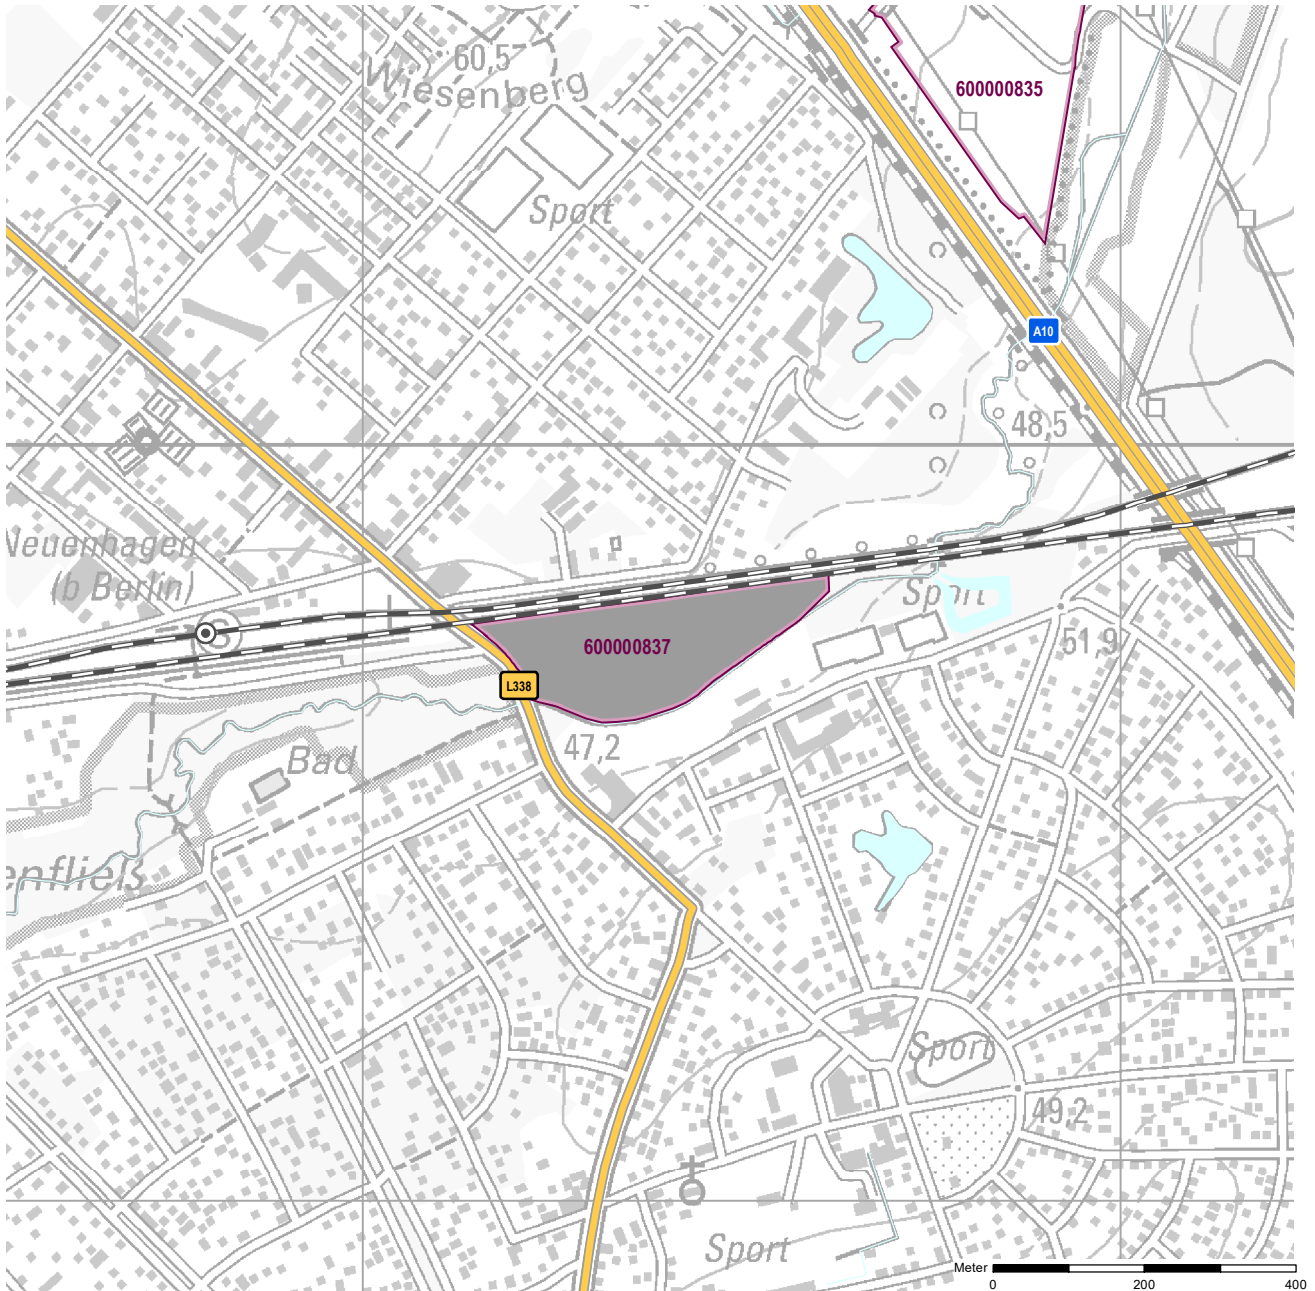 60,5
Wiesenberg
600000835
Sport
A10
48,5
Neuenhagen
(b Berlin)
Sport
600000837
51,9
L338
47,2
Bad
enfließ
Sport
49,2
Sport
Meter
0 200 400